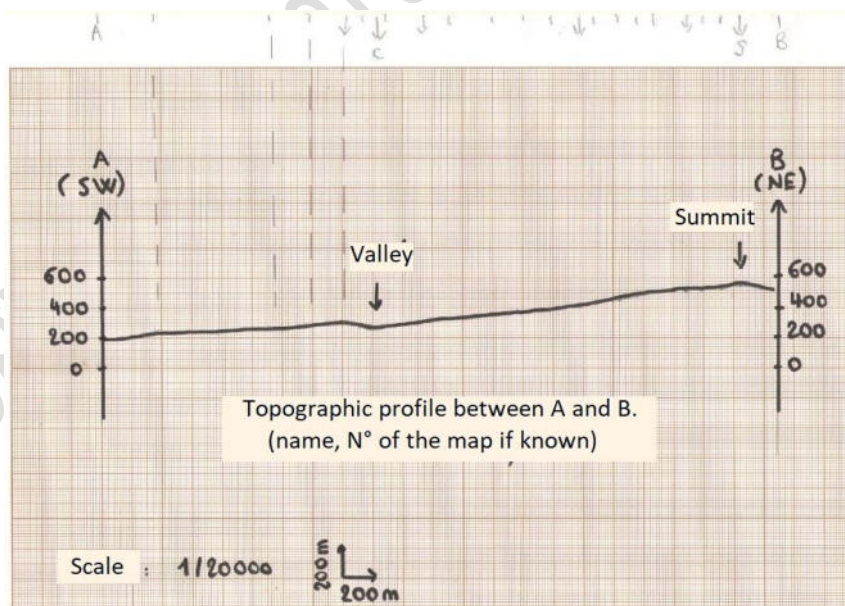 A C S B
A
(SW)
B
(NE)
Summit
Valley
600
400
200
0
600
400
200
0
Topographic profile between A and B.
(name, N° of the map if known)
Scale : 1/20000
200m
200m